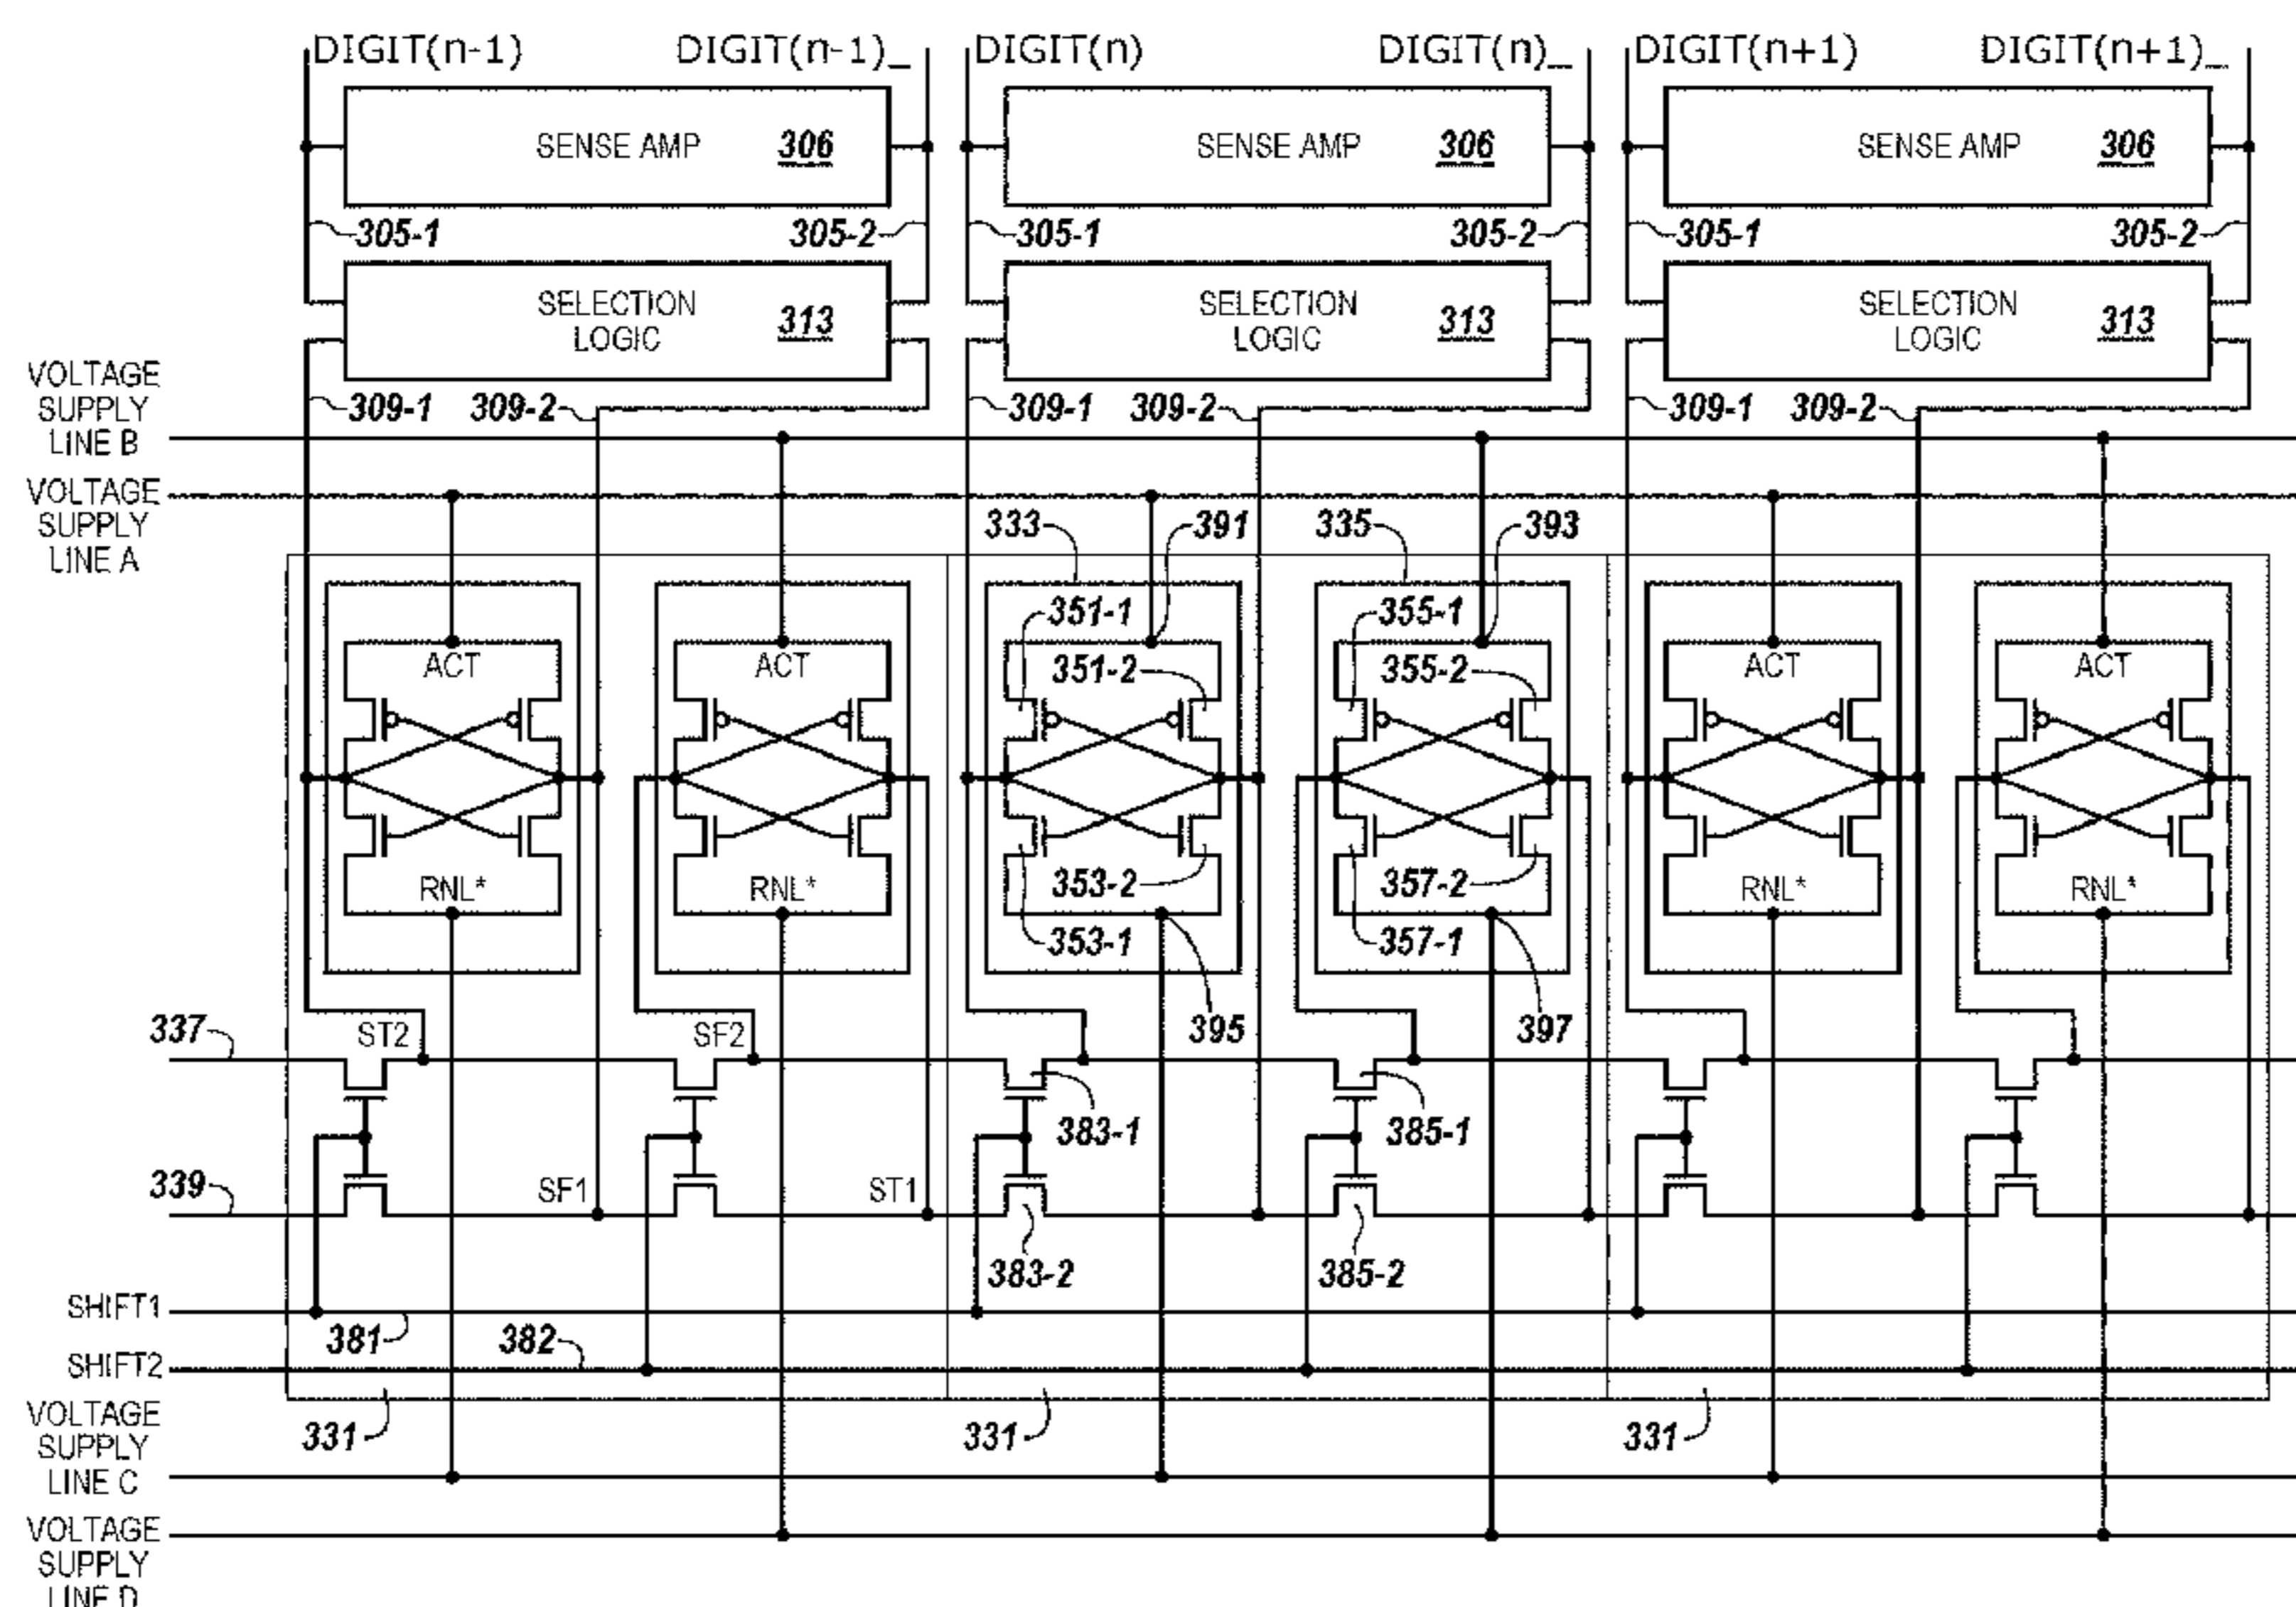 DIGIT(n-1) DIGIT(n-1)_ DIGIT(n) DIGIT(n)_ DIGIT(n+1) DIGIT(n+1)_
SENSE AMP 306 SENSE AMP 306 SENSE AMP 306
305-1 305-2 305-1 305-2 305-1 305-2
SELECTION
LOGIC 313
SELECTION
LOGIC 313
SELECTION
LOGIC 313
309-1 309-2 309-1 309-2 309-1 309-2
VOLTAGE
SUPPLY
LINE B
VOLTAGE
SUPPLY
LINE A
333 391 335 393
351-1 355-1
ACT ACT 351-2 355-2 ACT ACT
RNL* RNL* 353-2 357-2 RNL* RNL*
353-1 357-1
337 ST2 SF2 395 397
383-1 385-1
339 SF1 ST1
383-2 385-2
SHIFT1
381 382
SHIFT2
331 331 331
VOLTAGE
SUPPLY
LINE C
VOLTAGE
SUPPLY
LINE D